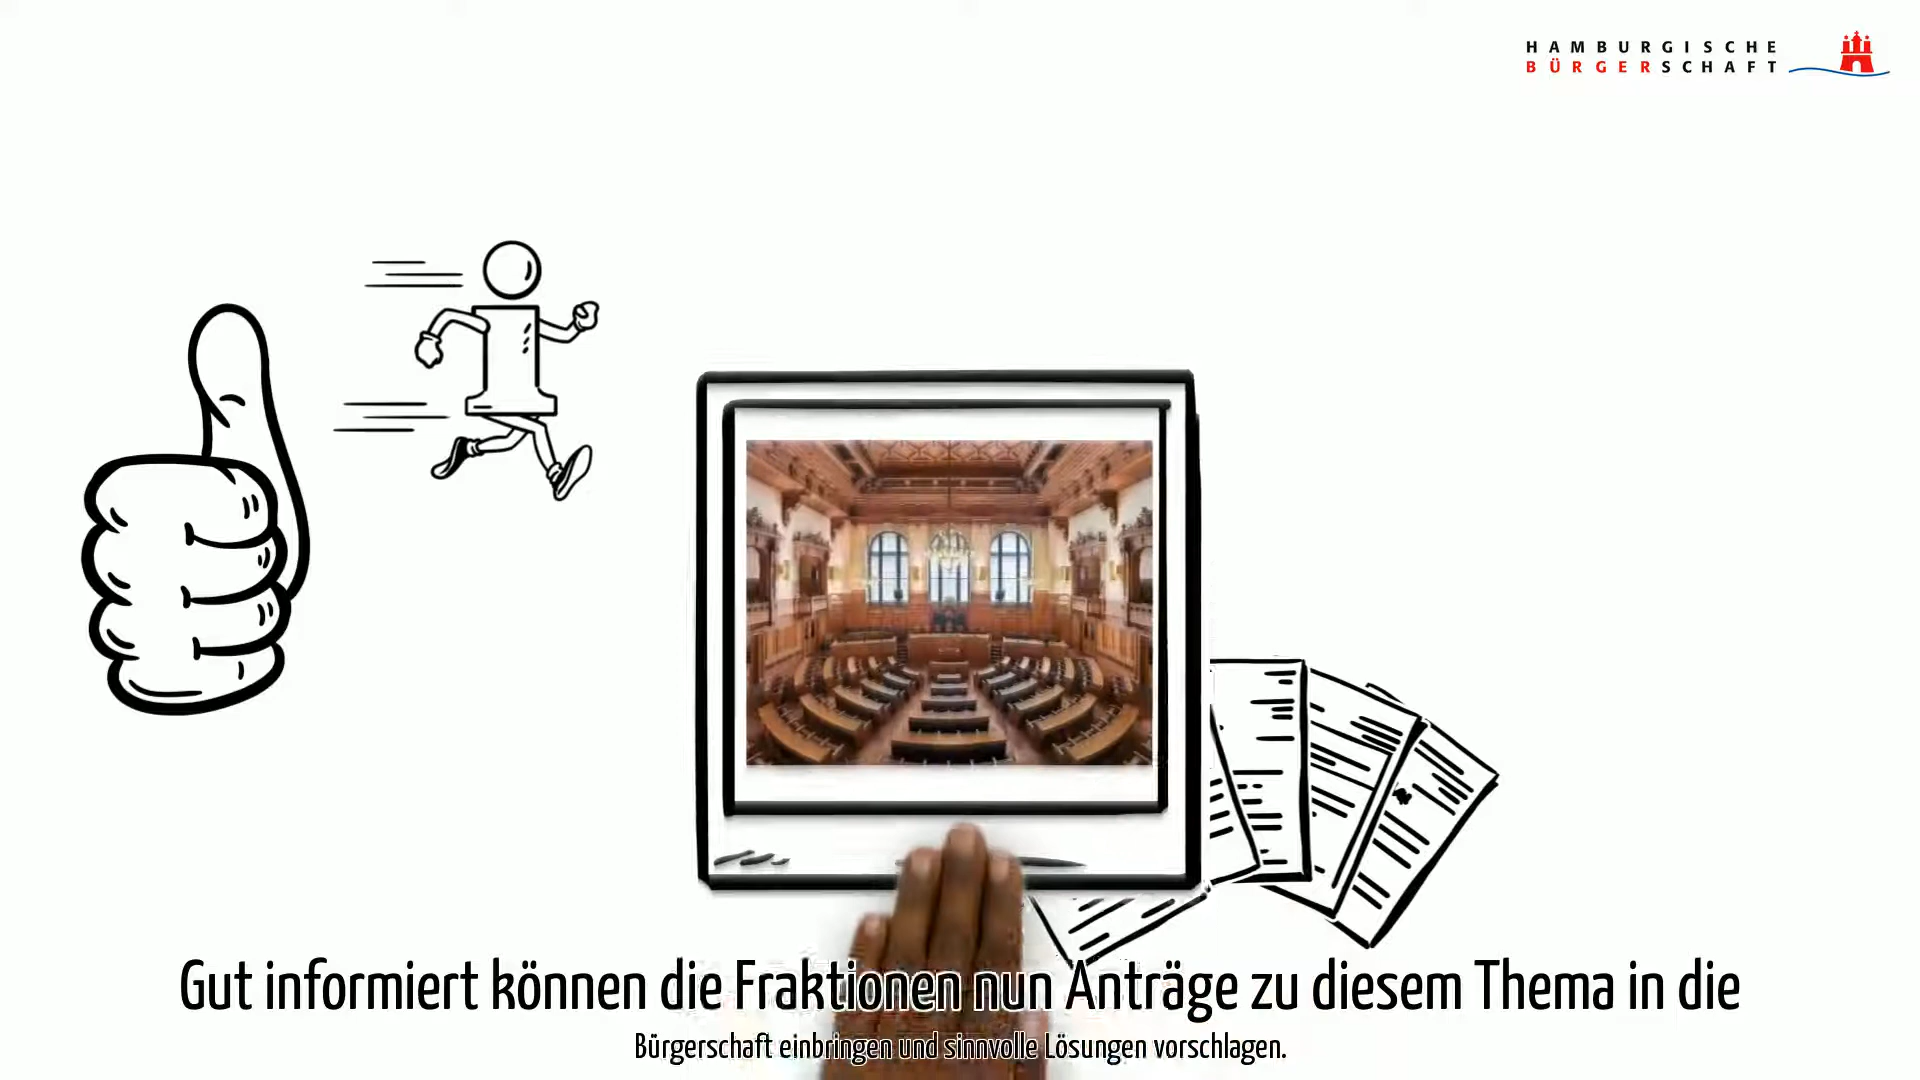 HAMBURGISCHE
BÜRGERSCHAFT
Gut informiert können die Fraktionen nun Anträge zu diesem Thema in die
Bürgerschaft einbringen und sinnvolle Lösungen vorschlagen.